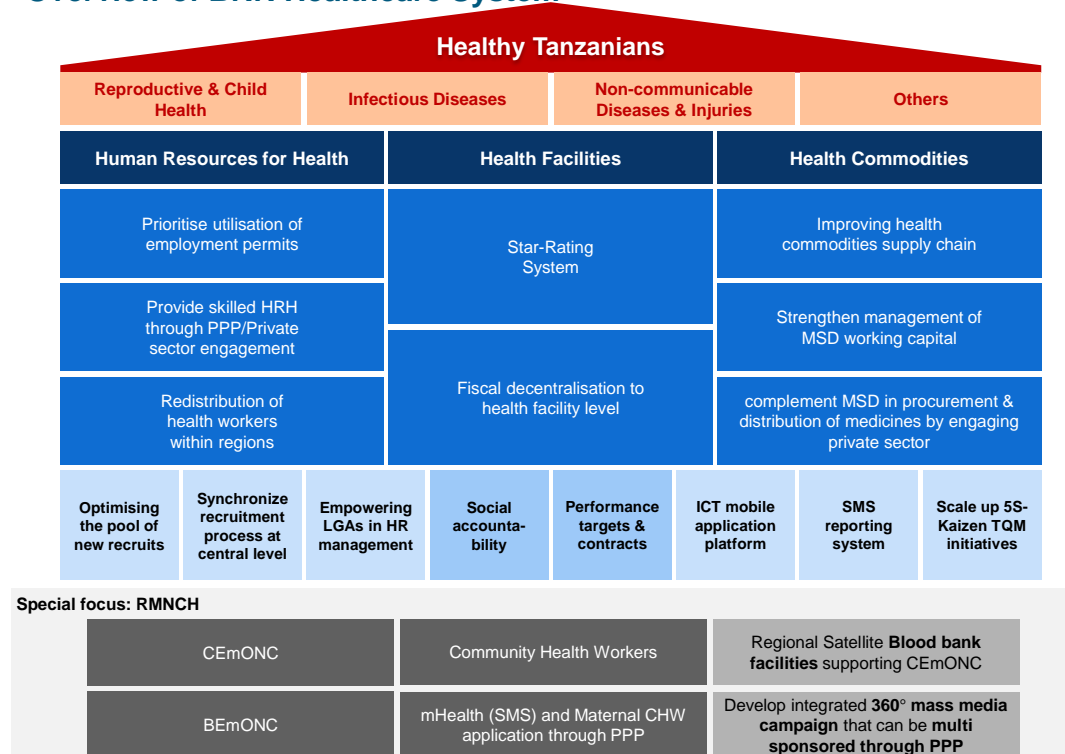 Overview of BRN Healthcare System
Healthy Tanzanians
Reproductive & Child
Health
Infectious Diseases
Non-communicable
Diseases & Injuries
Others
Human Resources for Health
Health Facilities
Health Commodities
Prioritise utilisation of
employment permits
Provide skilled HRH
through PPP/Private
sector engagement
Redistribution of
health workers
within regions
Star-Rating
System
Fiscal decentralisation to
health facility level
Improving health
commodities supply chain
Strengthen management of
MSD working capital
complement MSD in procurement &
distribution of medicines by engaging
private sector
Optimising
the pool of
new recruits
Synchronize
recruitment
process at
central level
Empowering
LGAs in HR
management
Social
accounta-
bility
Performance
targets &
contracts
ICT mobile
application
platform
SMS
reporting
system
Scale up 5S-
Kaizen TQM
initiatives
Special focus: RMNCH
CEmONC
Community Health Workers
Regional Satellite Blood bank
facilities supporting CEmONC
BEmONC
mHealth (SMS) and Maternal CHW
application through PPP
Develop integrated 360° mass media
campaign that can be multi
sponsored through PPP